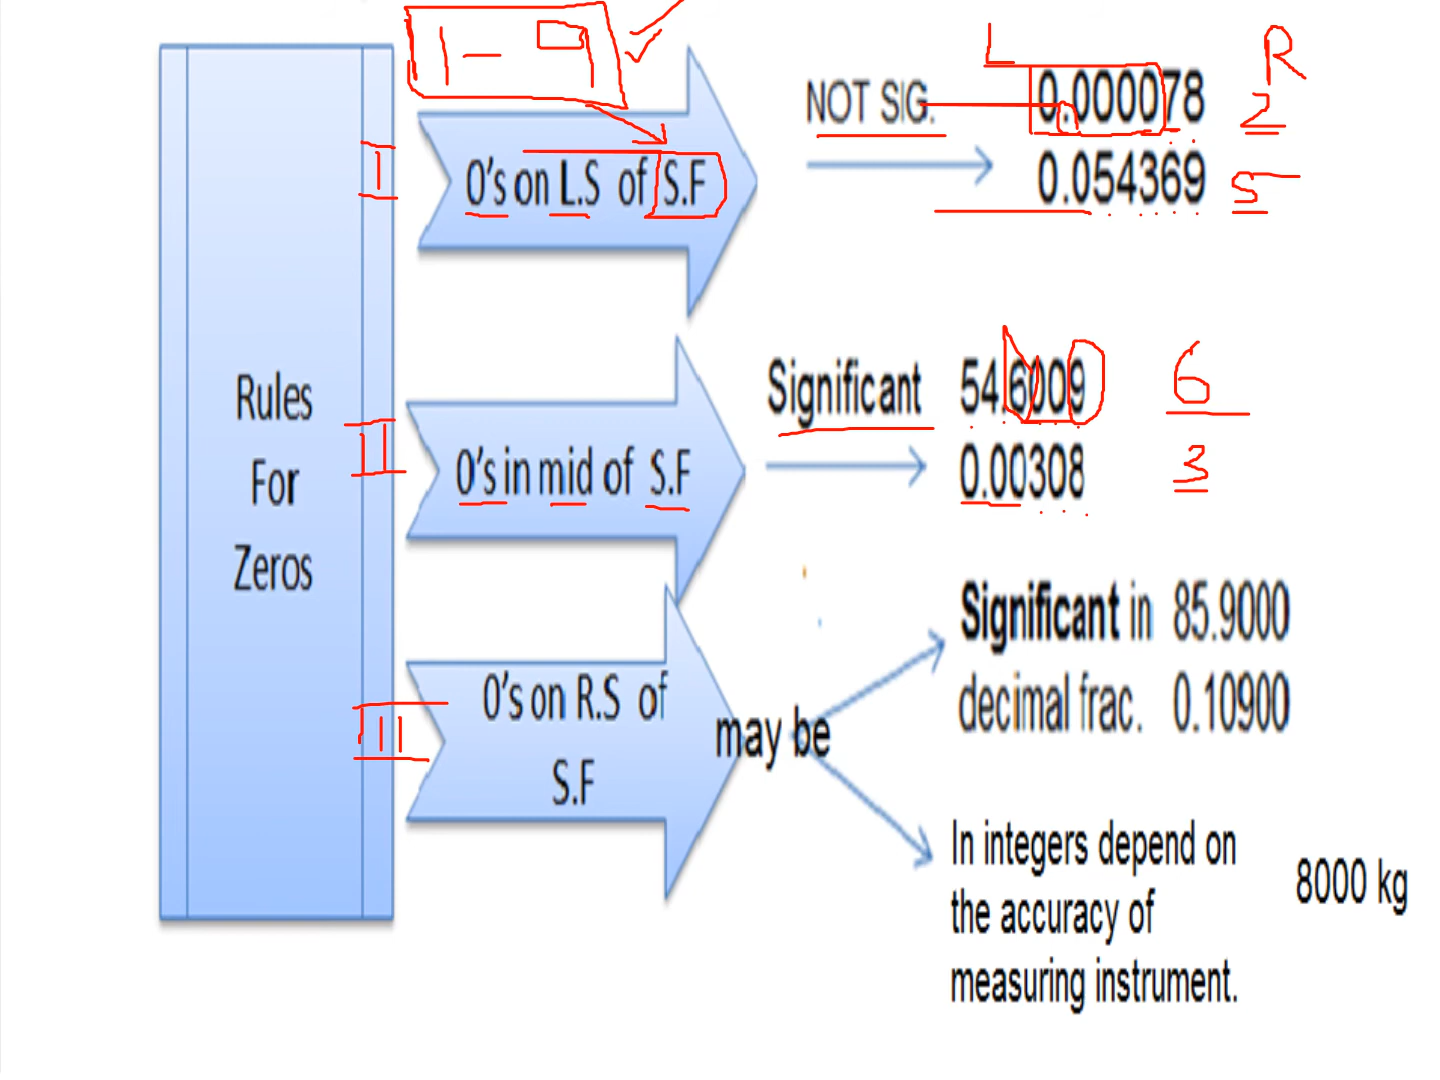 1 – 9
L
R
NOT SIG.
0.000078
2
I
0's on L.S of S.F
0.054369
5
Rules
For
Zeros
II
0's in mid of S.F
Significant
54.6009
6
0.00308
3
III
0's on R.S of
S.F
may be
Significant in 85.9000
decimal frac. 0.10900
In integers depend on
the accuracy of
measuring instrument.
8000 kg